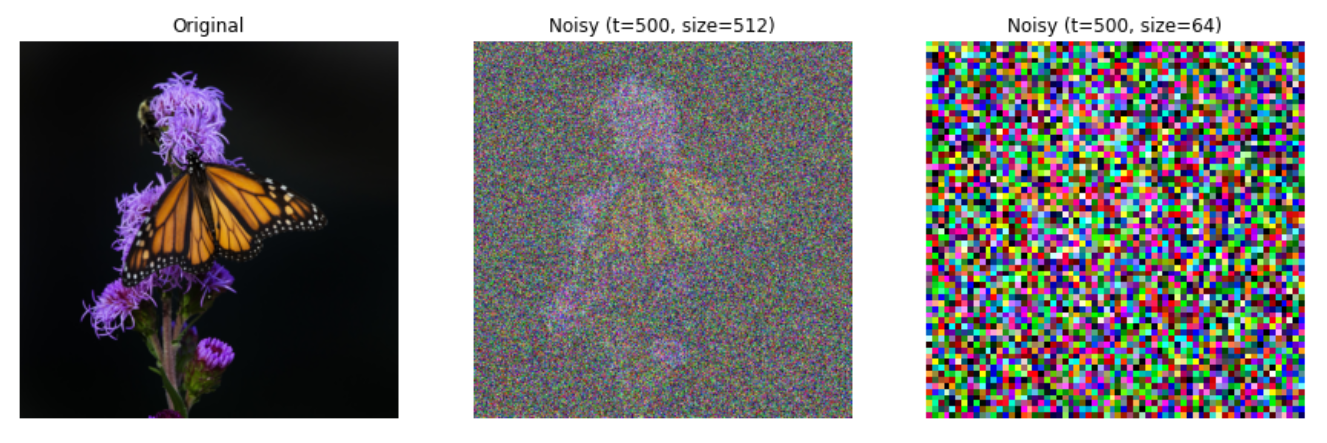 Original
Noisy (t=500, size=512)
Noisy (t=500, size=64)